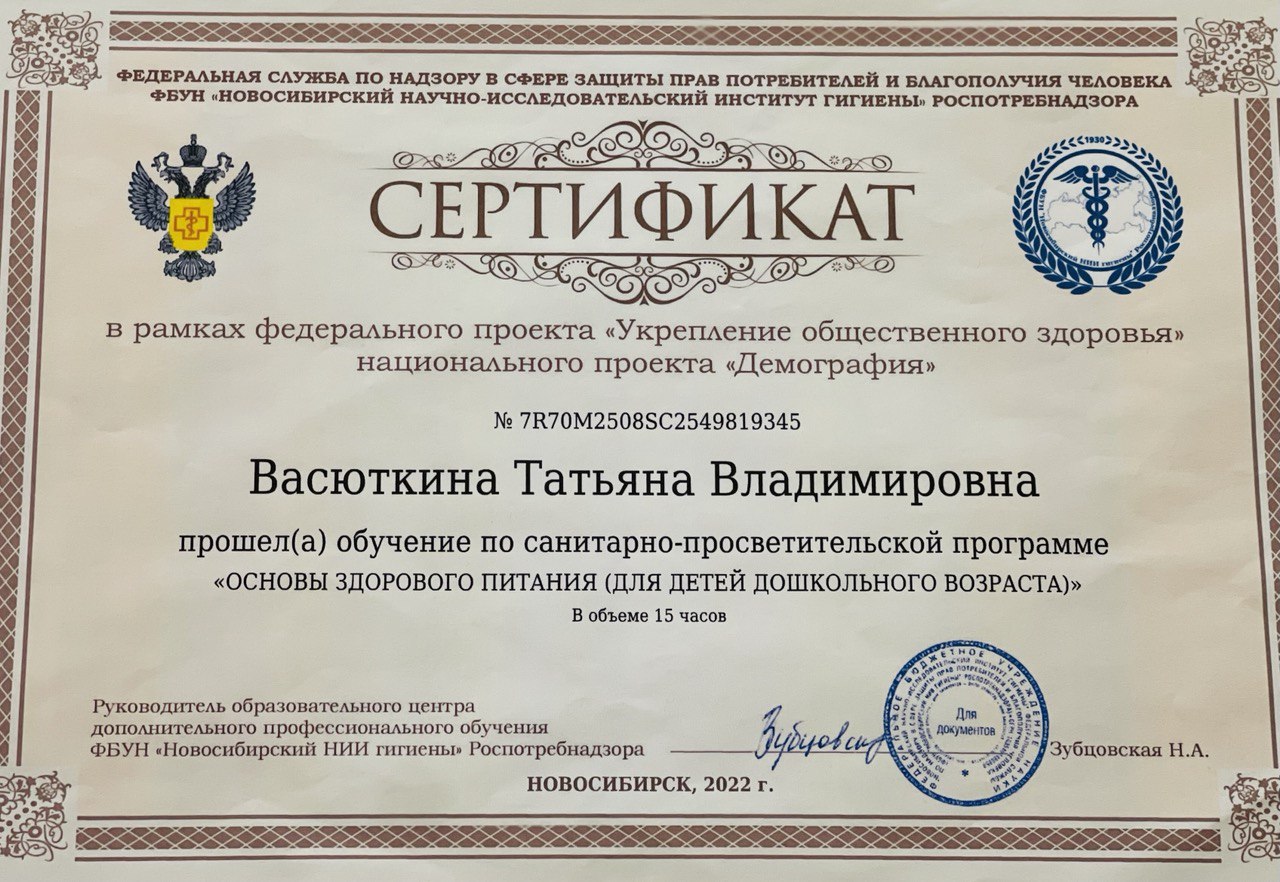 ФЕДЕРАЛЬНАЯ СЛУЖБА ПО НАДЗОРУ В СФЕРЕ ЗАЩИТЫ ПРАВ ПОТРЕБИТЕЛЕЙ И БЛАГОПОЛУЧИЯ ЧЕЛОВЕКА
ФБУН «НОВОСИБИРСКИЙ НАУЧНО-ИССЛЕДОВАТЕЛЬСКИЙ ИНСТИТУТ ГИГИЕНЫ» РОСПОТРЕБНАДЗОРА
1930
СЕРТИФИКАТ
в рамках федерального проекта «Укрепление общественного здоровья»
национального проекта «Демография»
№ 7R70M2508SC2549819345
Васюткина Татьяна Владимировна
прошел(а) обучение по санитарно-просветительской программе
«ОСНОВЫ ЗДОРОВОГО ПИТАНИЯ (ДЛЯ ДЕТЕЙ ДОШКОЛЬНОГО ВОЗРАСТА)»
В объеме 15 часов
Руководитель образовательного центра
дополнительного профессионального обучения
ФБУН «Новосибирский НИИ гигиены» Роспотребнадзора
Зубцовская Н.А.
Для
документов
НОВОСИБИРСК, 2022 г.